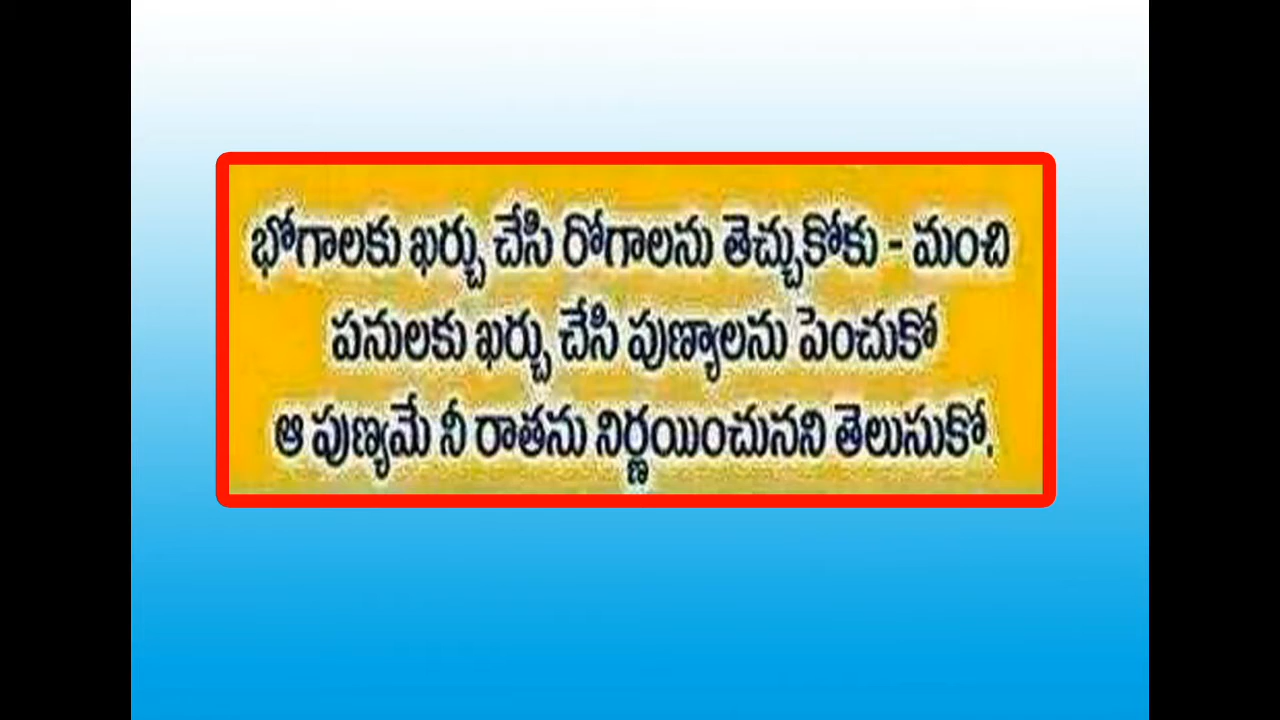 భోగాలకు ఖర్చు చేసి రోగాలను తెచ్చుకోకు - మంచి
పనులకు ఖర్చు చేసి పుణ్యాలను పెంచుకో
ఆ పుణ్యమే నీ రాతను నిర్ణయించునని తెలుసుకో.